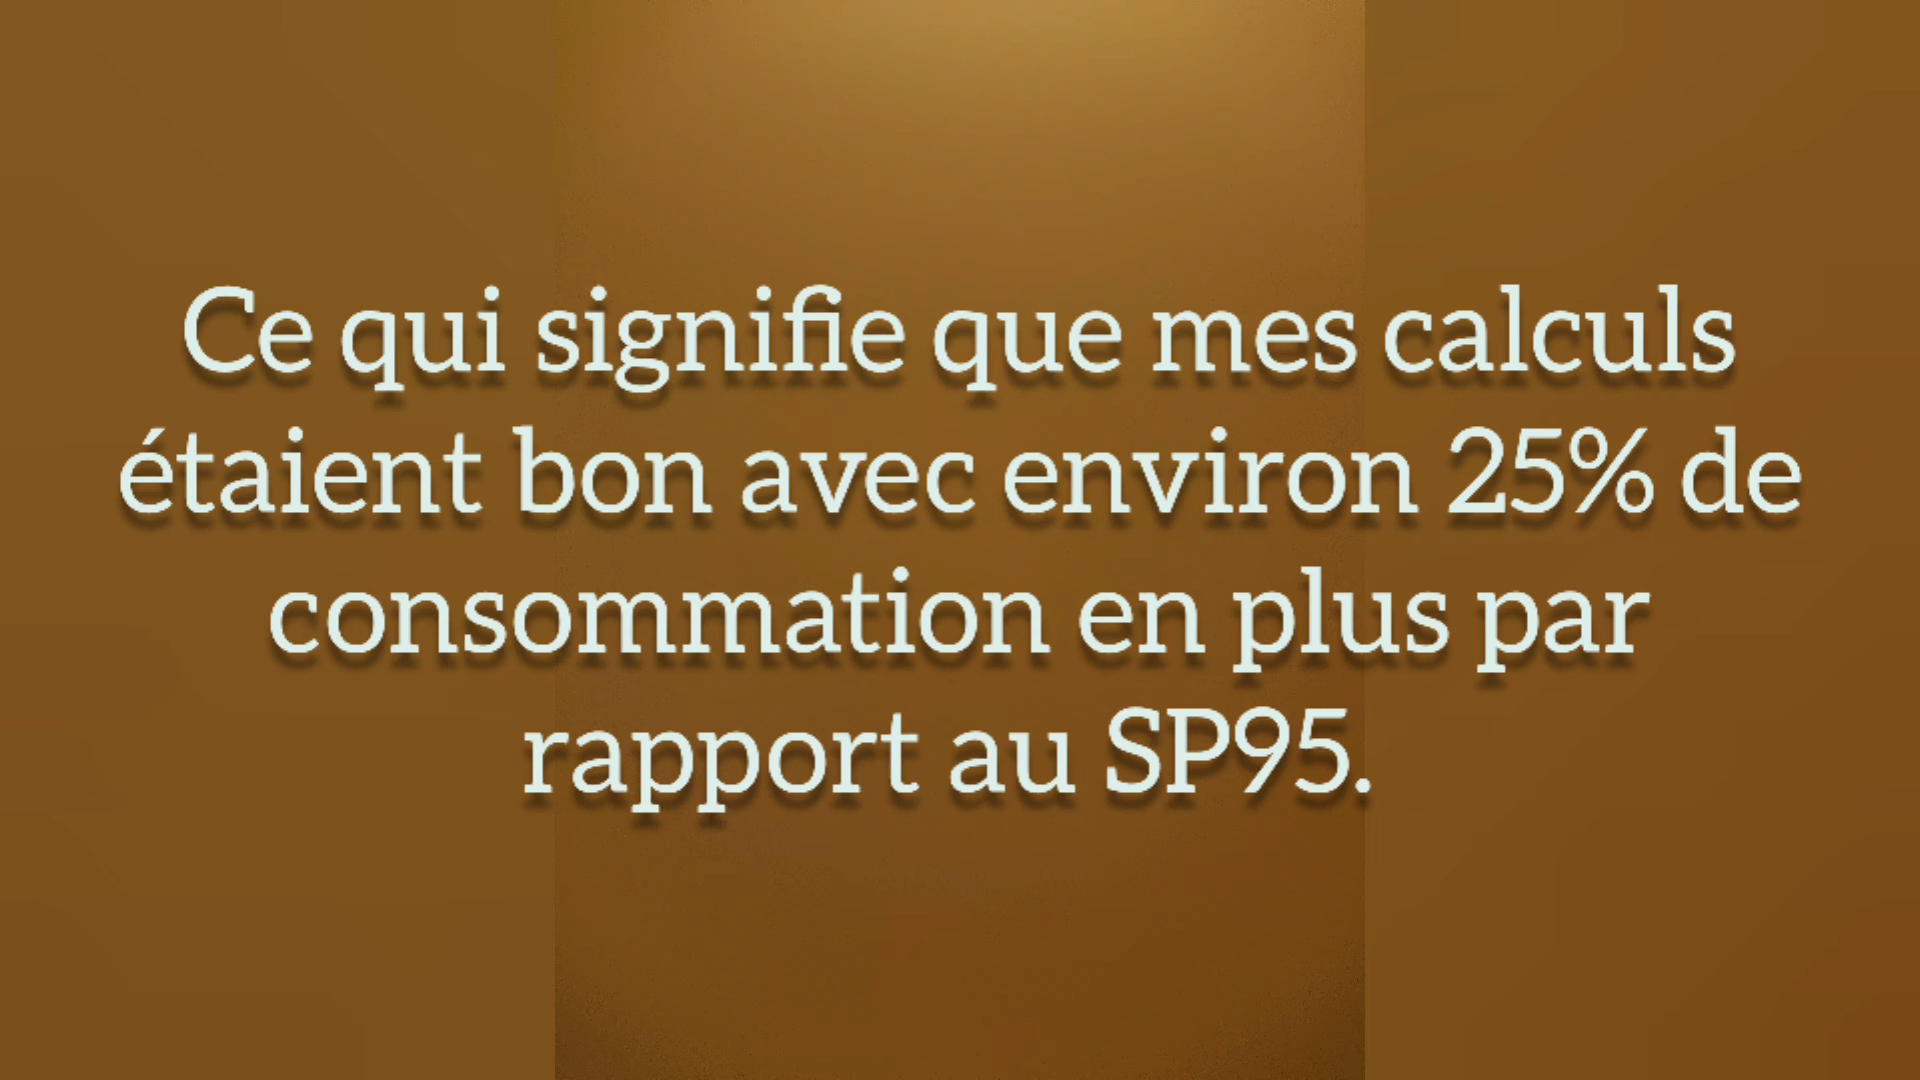 Ce qui signifie que mes calculs
étaient bon avec environ 25% de
consommation en plus par
rapport au SP95.